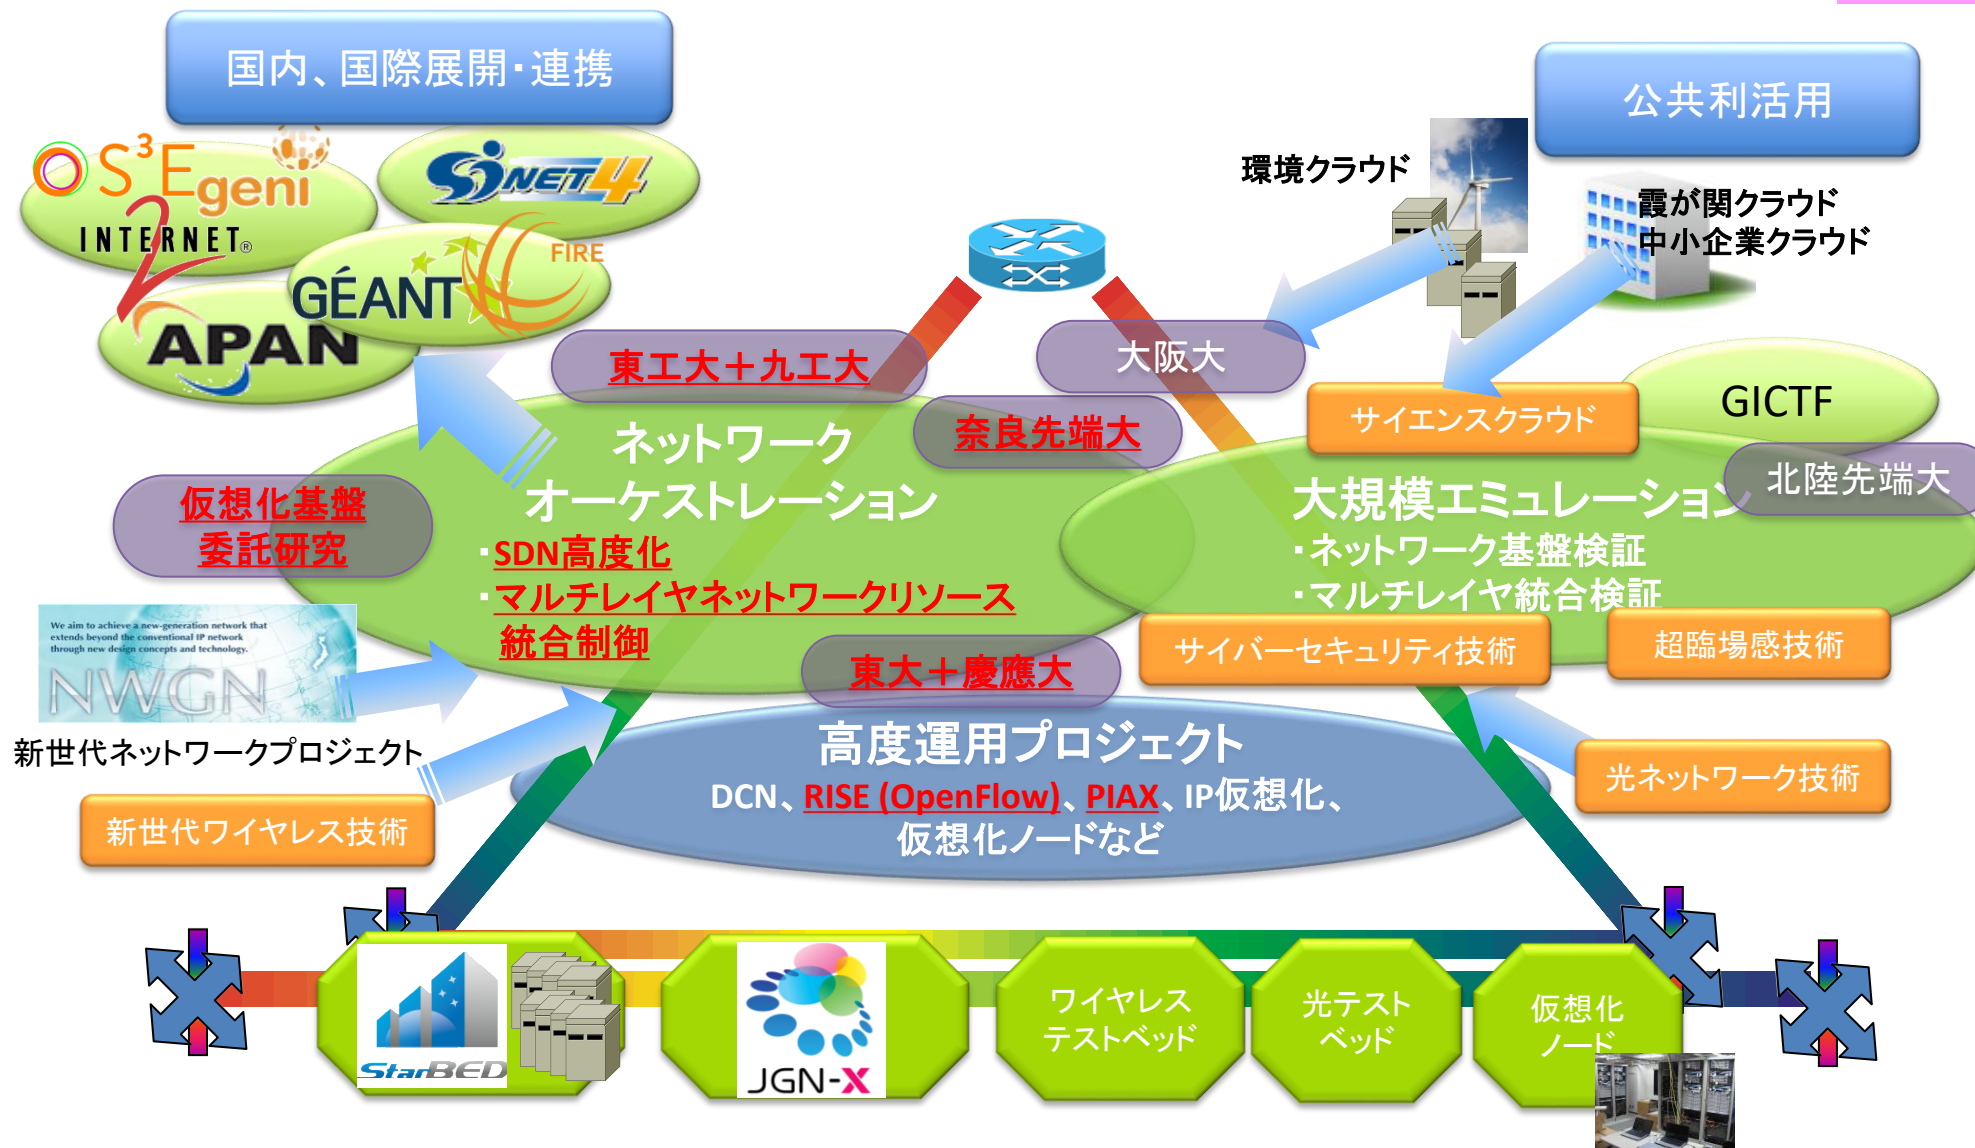 国内、国際展開・連携
公共利活用
OS³E
geni
INTERNET®
2
SINET4
GÉANT
FIRE
APAN
環境クラウド
霞が関クラウド
中小企業クラウド
東工大＋九工大
大阪大
奈良先端大
サイエンスクラウド
GICTF
北陸先端大
仮想化基盤
委託研究
ネットワーク
オーケストレーション
・SDN高度化
・マルチレイヤネットワークリソース
統合制御
大規模エミュレーション
・ネットワーク基盤検証
・マルチレイヤ統合検証
サイバーセキュリティ技術
超臨場感技術
東大＋慶應大
We aim to achieve a new-generation network that
extends beyond the conventional IP network
through new design concepts and technology.
NWGN
新世代ネットワークプロジェクト
新世代ワイヤレス技術
光ネットワーク技術
高度運用プロジェクト
DCN、RISE (OpenFlow)、PIAX、IP仮想化、
仮想化ノードなど
StarBED
JGN-X
ワイヤレス
テストベッド
光テスト
ベッド
仮想化
ノード